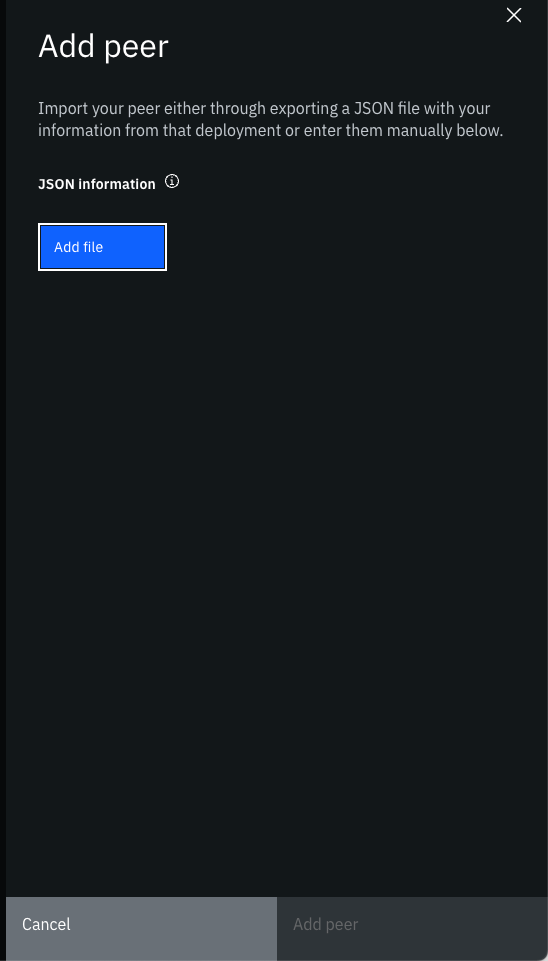 Add peer
Import your peer either through exporting a JSON file with your
information from that deployment or enter them manually below.
JSON information
Add file
Cancel
Add peer